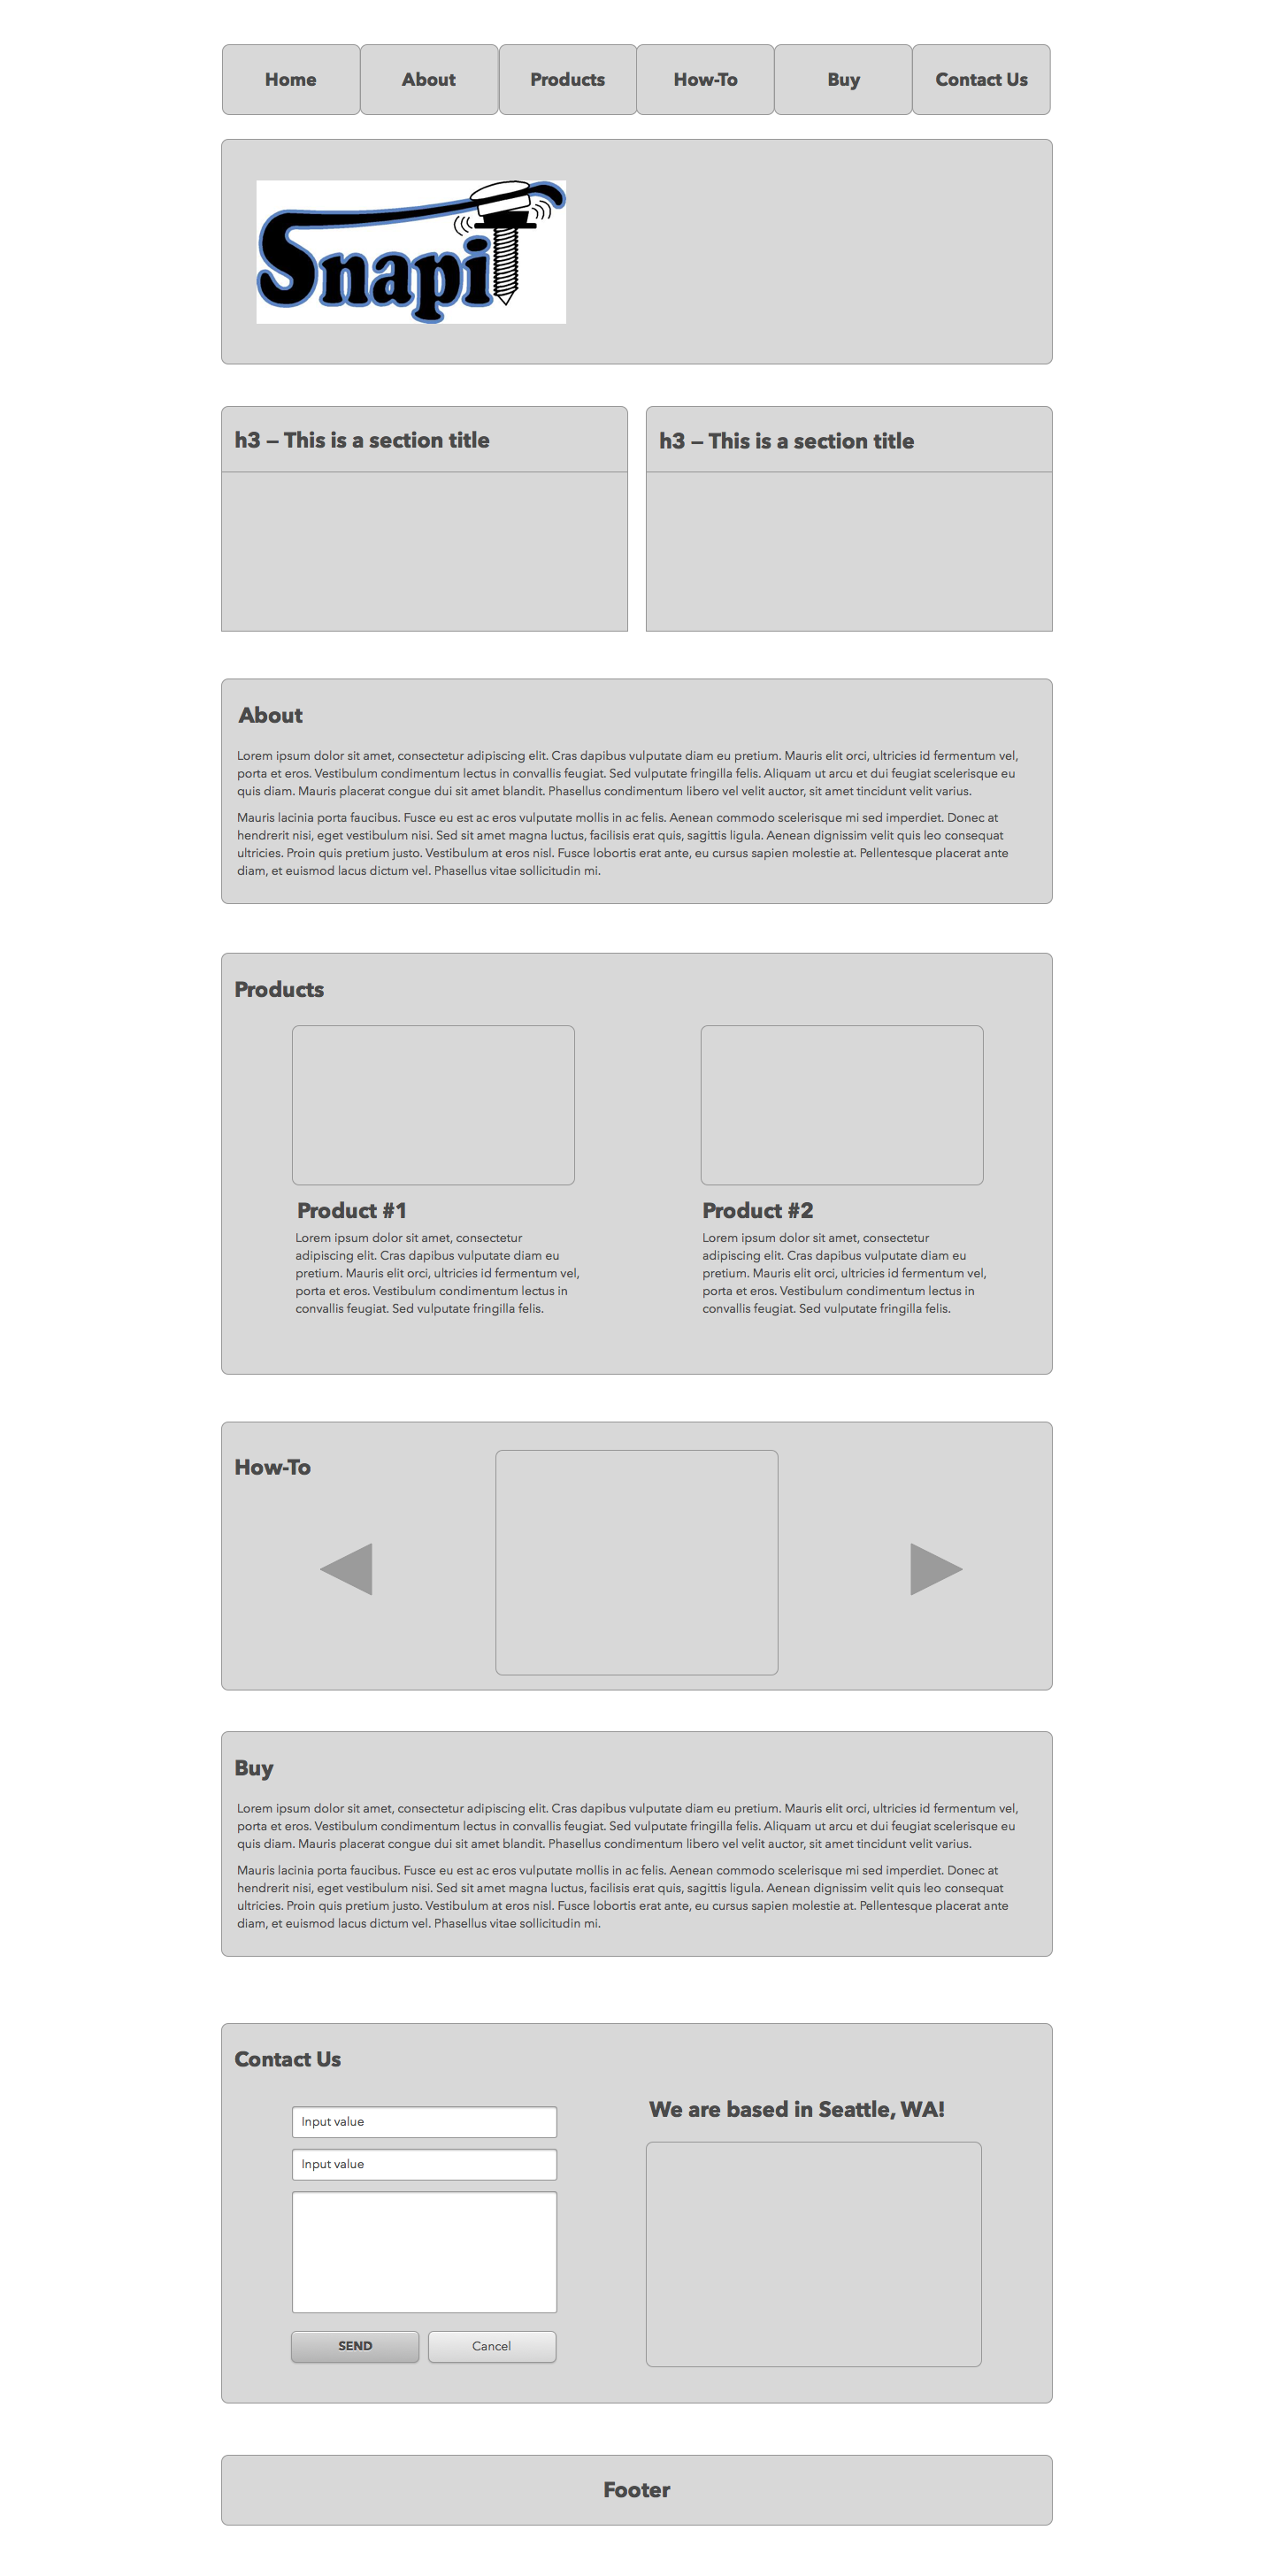 Home About Products How-To Buy Contact Us
SnapiT
h3 – This is a section title
h3 – This is a section title
About
Lorem ipsum dolor sit amet, consectetur adipiscing elit. Cras dapibus vulputate diam eu pretium. Mauris elit orci, ultricies id fermentum vel,
porta et eros. Vestibulum condimentum lectus in convallis feugiat. Sed vulputate fringilla felis. Aliquam ut arcu et dui feugiat scelerisque eu
quis diam. Mauris placerat congue dui sit amet blandit. Phasellus condimentum libero vel velit auctor, sit amet tincidunt velit varius.
Mauris lacinia porta faucibus. Fusce eu est ac eros vulputate mollis in ac felis. Aenean commodo scelerisque mi sed imperdiet. Donec at
hendrerit nisi, eget vestibulum nisi. Sed sit amet magna luctus, facilisis erat quis, sagittis ligula. Aenean dignissim velit quis leo consequat
ultricies. Proin quis pretium justo. Vestibulum at eros nisl. Fusce lobortis erat ante, eu cursus sapien molestie at. Pellentesque placerat ante
diam, et euismod lacus dictum vel. Phasellus vitae sollicitudin mi.
Products
Product #1
Lorem ipsum dolor sit amet, consectetur
adipiscing elit. Cras dapibus vulputate diam eu
pretium. Mauris elit orci, ultricies id fermentum vel,
porta et eros. Vestibulum condimentum lectus in
convallis feugiat. Sed vulputate fringilla felis.
Product #2
Lorem ipsum dolor sit amet, consectetur
adipiscing elit. Cras dapibus vulputate diam eu
pretium. Mauris elit orci, ultricies id fermentum vel,
porta et eros. Vestibulum condimentum lectus in
convallis feugiat. Sed vulputate fringilla felis.
How-To
Buy
Lorem ipsum dolor sit amet, consectetur adipiscing elit. Cras dapibus vulputate diam eu pretium. Mauris elit orci, ultricies id fermentum vel,
porta et eros. Vestibulum condimentum lectus in convallis feugiat. Sed vulputate fringilla felis. Aliquam ut arcu et dui feugiat scelerisque eu
quis diam. Mauris placerat congue dui sit amet blandit. Phasellus condimentum libero vel velit auctor, sit amet tincidunt velit varius.
Mauris lacinia porta faucibus. Fusce eu est ac eros vulputate mollis in ac felis. Aenean commodo scelerisque mi sed imperdiet. Donec at
hendrerit nisi, eget vestibulum nisi. Sed sit amet magna luctus, facilisis erat quis, sagittis ligula. Aenean dignissim velit quis leo consequat
ultricies. Proin quis pretium justo. Vestibulum at eros nisl. Fusce lobortis erat ante, eu cursus sapien molestie at. Pellentesque placerat ante
diam, et euismod lacus dictum vel. Phasellus vitae sollicitudin mi.
Contact Us
Input value
Input value
SEND Cancel
We are based in Seattle, WA!
Footer